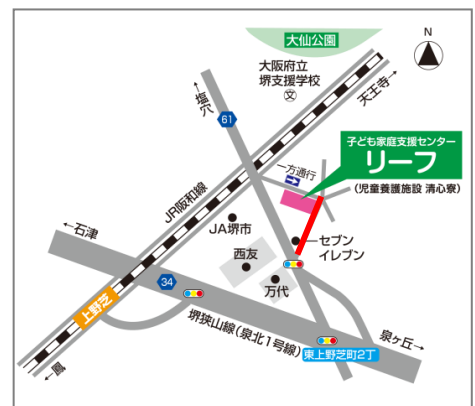 大仙公園
N
大阪府立
堺支援学校
文
←塩穴
天王寺→
61
子ども家庭支援センター
リーフ
(児童養護施設 清心寮)
一方通行
JR阪和線
JA堺市
←石津
セブン
イレブン
西友
34
万代
上野芝
堺狭山線(泉北1号線)
泉ヶ丘→
東上野芝町2丁
←鳳